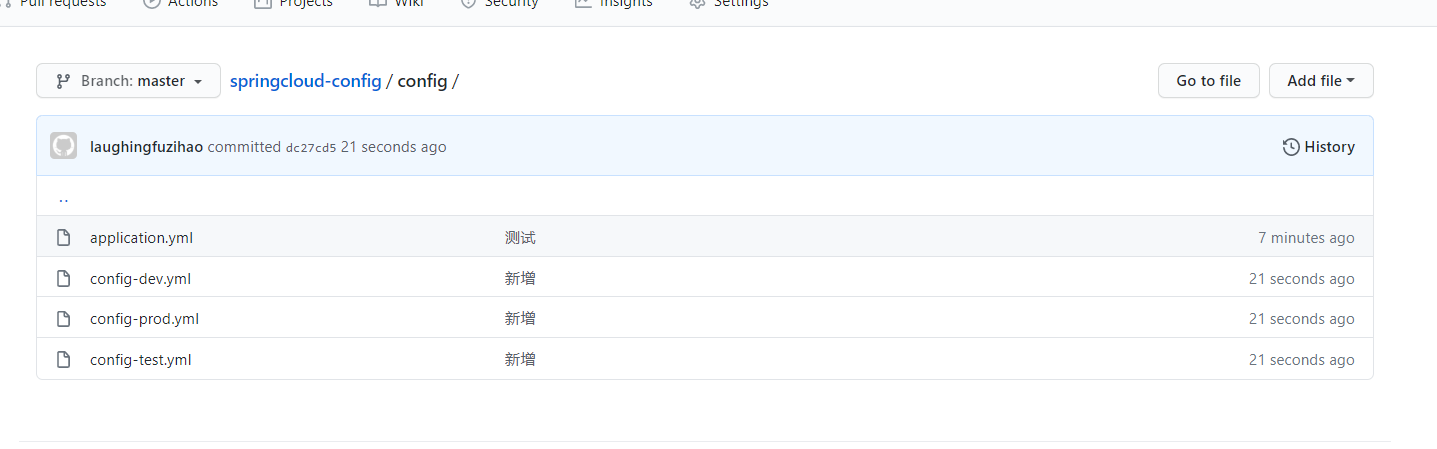 Pull requests Actions Projects Wiki Security Insights Settings
Branch: master springcloud-config / config / Go to file Add file
laughingfuzihao committed dc27cd5 21 seconds ago History
..
application.yml 测试 7 minutes ago
config-dev.yml 新增 21 seconds ago
config-prod.yml 新增 21 seconds ago
config-test.yml 新增 21 seconds ago